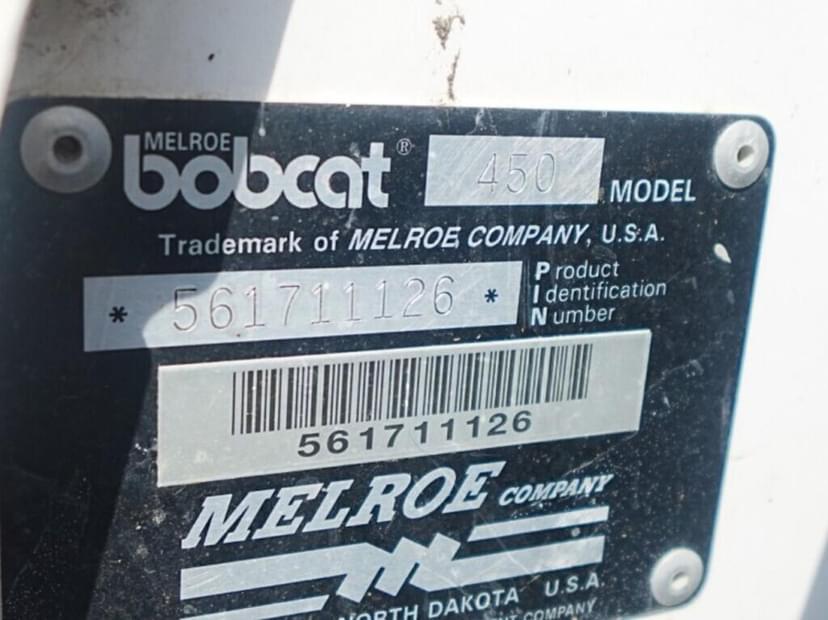 MELROE
bobcat® 450 MODEL
Trademark of MELROE COMPANY, U.S.A.
* 561711126 * Product
Identification
Number
561711126
MELROE COMPANY
NORTH DAKOTA U.S.A.
COMPANY